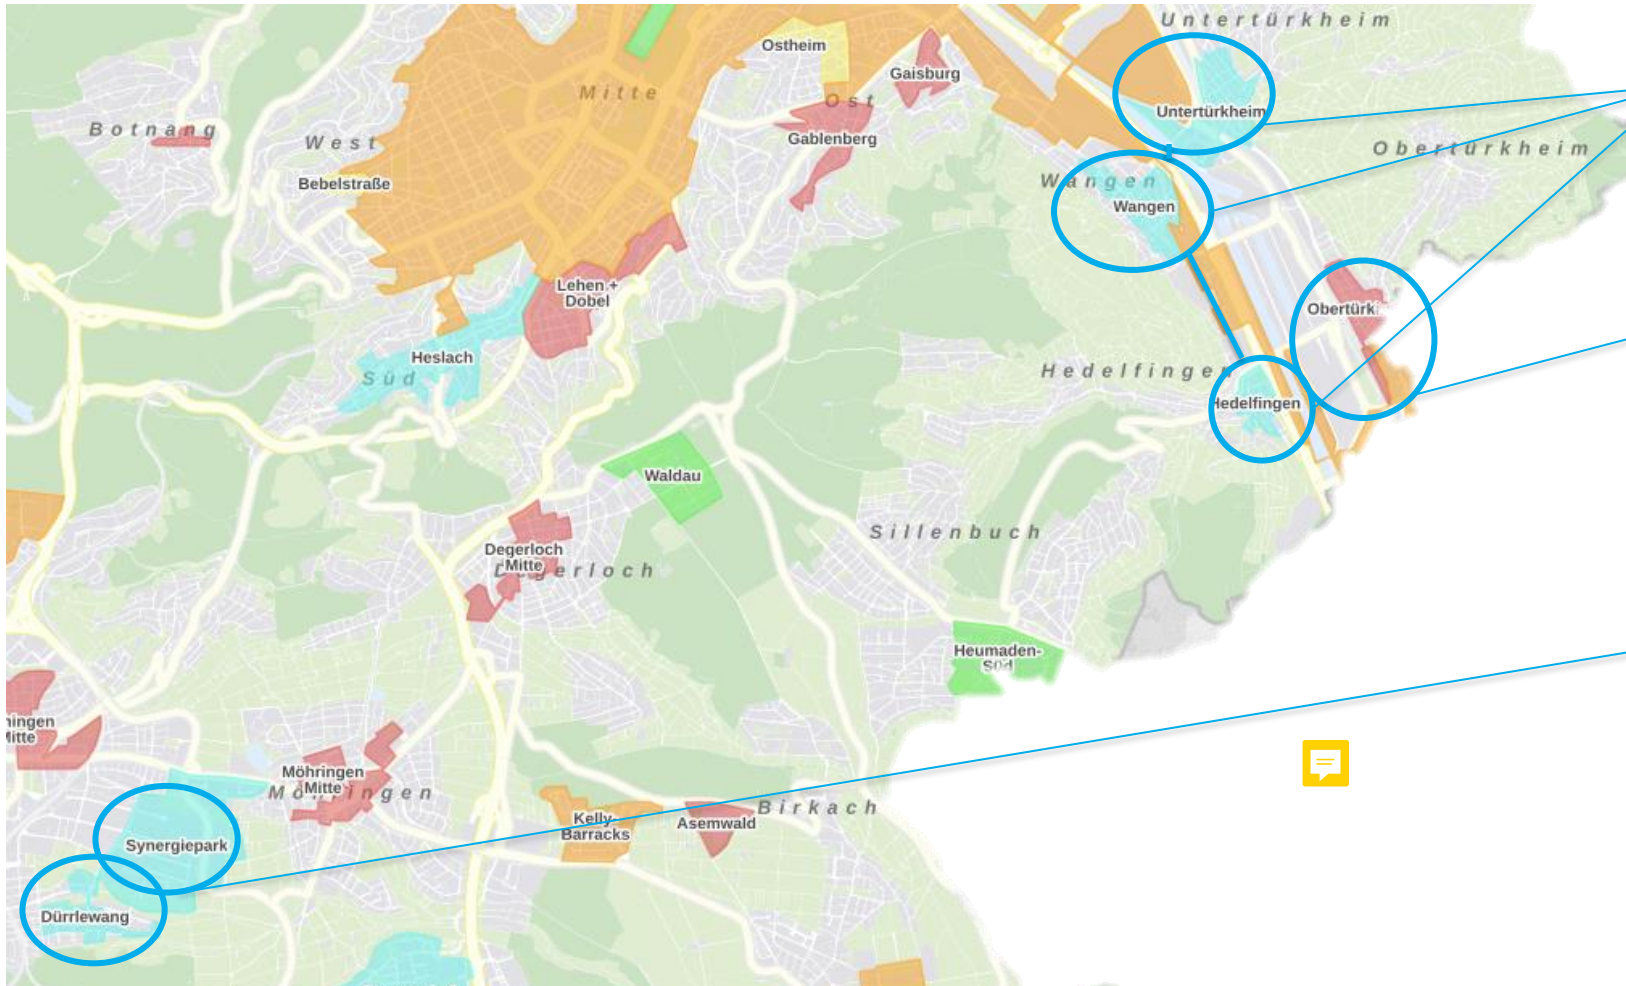 Untertürkheim
Ostheim
Gaisburg
Mitte
Ost
Untertürkheim
Botnang
West
Gablenberg
Obertürkheim
Bebelstraße
Wangen
Wangen
Lehen +
Dobel
Obertürk
Heslach
Süd
Hedelfingen
Hedelfingen
Waldau
Sillenbuch
Degerloch
Mitte
Degerloch
Heumaden-
Süd
Mitte
Möhringen
Mitte
Möhringen
Birkach
Kelly-
Barracks
Asemwald
Synergiepark
Dürrlewang